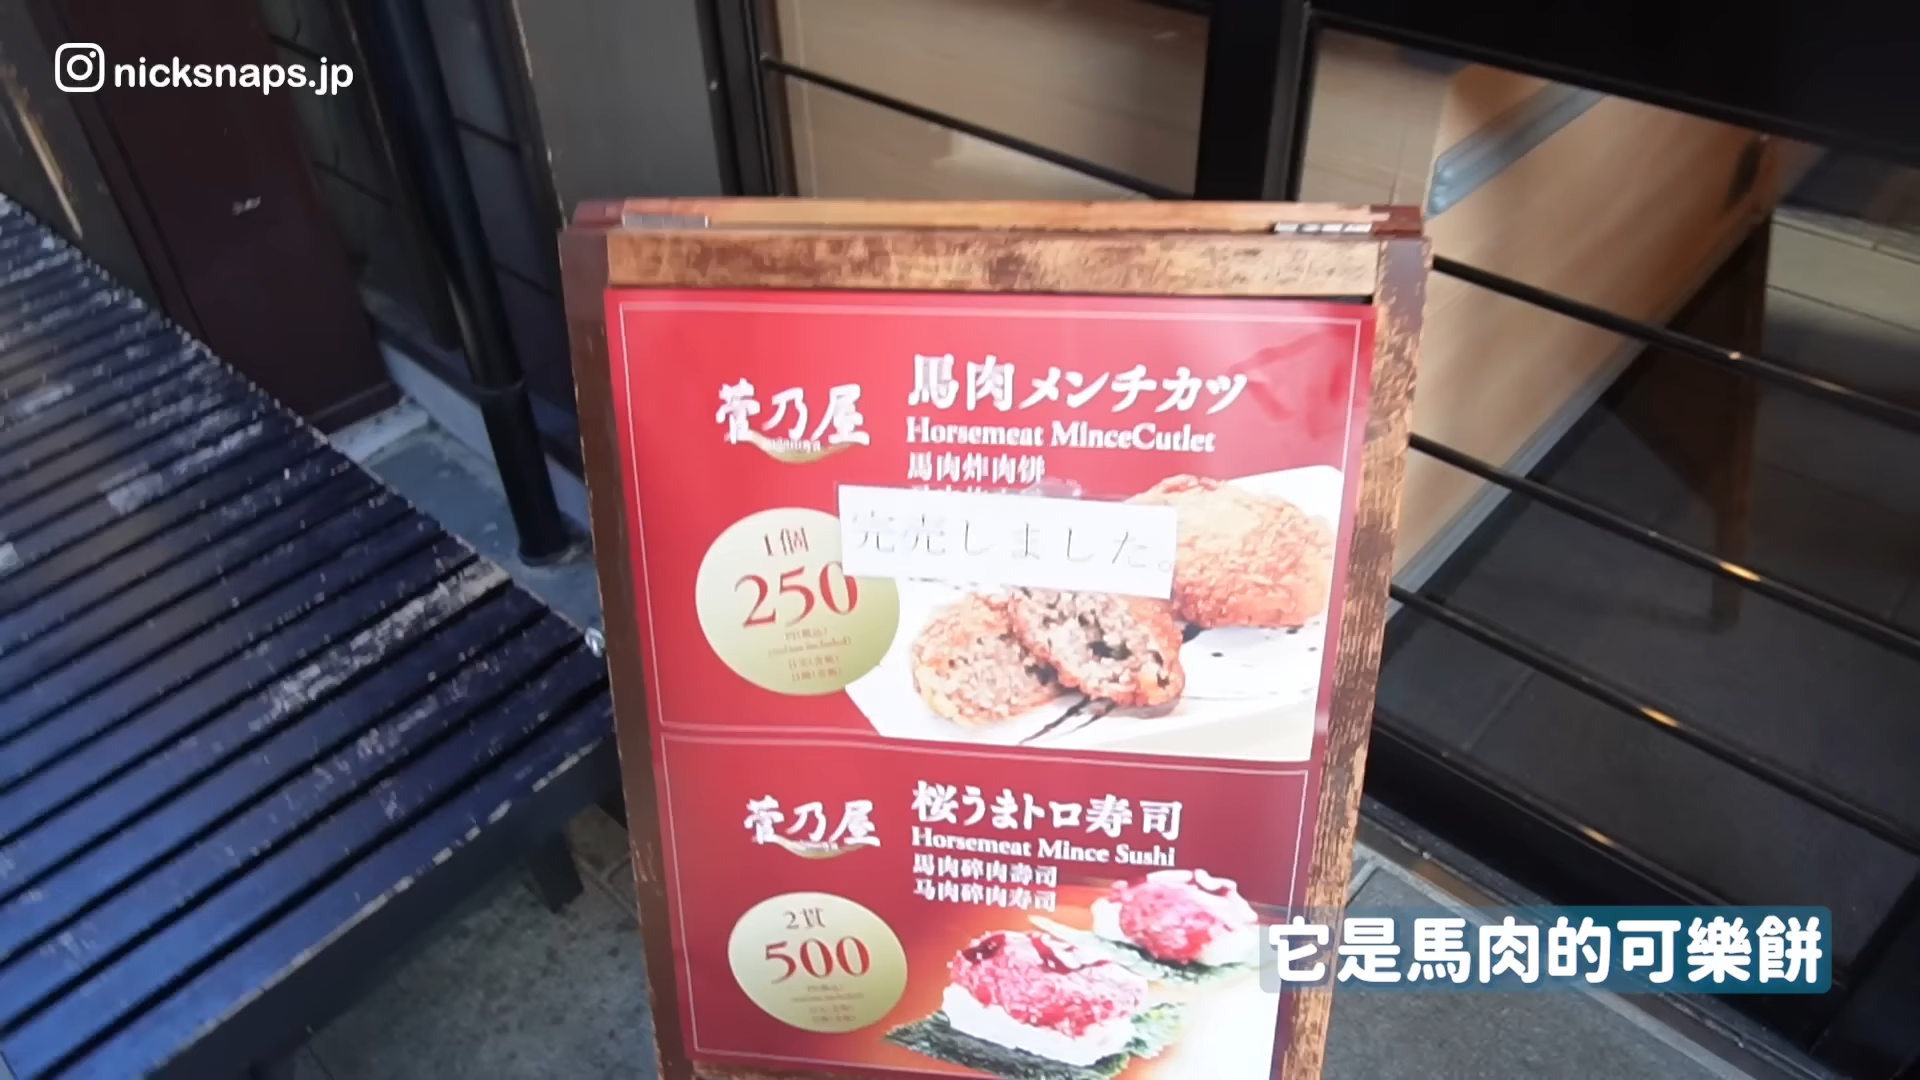 nicksnaps.jp
菅乃屋
馬肉メンチカツ
Horsemeat MinceCutlet
馬肉炸肉餅
完売しました。
1個
250
菅乃屋
桜うまトロ寿司
Horsemeat Mince Sushi
馬肉碎肉壽司
马肉碎肉寿司
2貫
500
它是馬肉的可樂餅